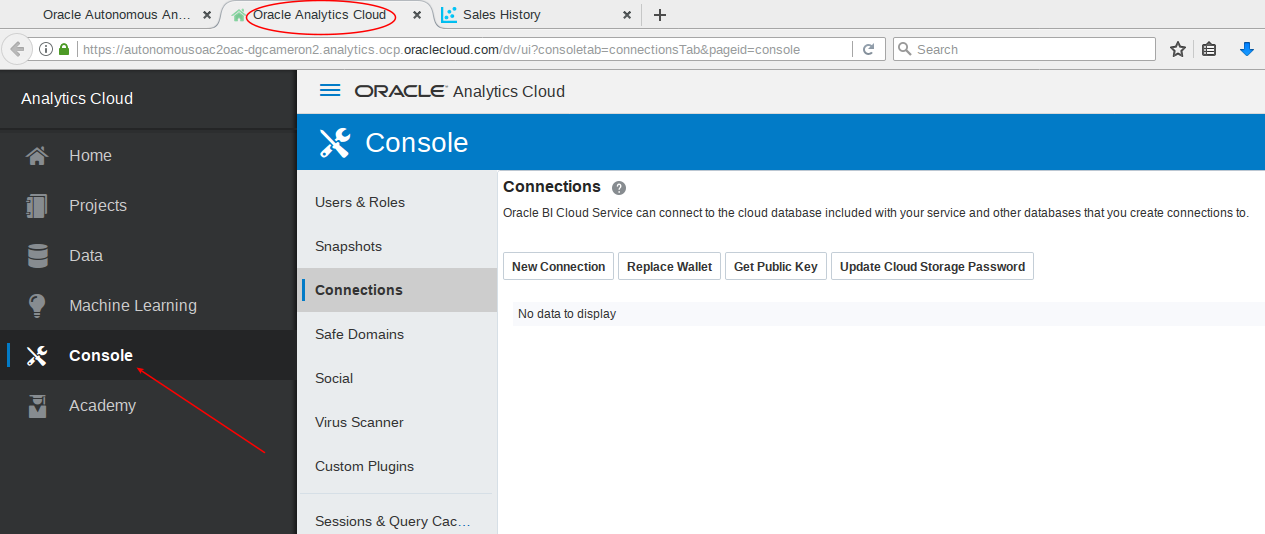 Oracle Autonomous An…
Oracle Analytics Cloud
Sales History
https://autonomousoac2oac-dgcameron2.analytics.ocp.oraclecloud.com/dv/ui?consoletab=connectionsTab&pageid=console
Search
Analytics Cloud
Home
Projects
Data
Machine Learning
Console
Academy
ORACLE Analytics Cloud
Console
Users & Roles
Snapshots
Connections
Safe Domains
Social
Virus Scanner
Custom Plugins
Sessions & Query Cac…
Connections ?
Oracle BI Cloud Service can connect to the cloud database included with your service and other databases that you create connections to.
New Connection
Replace Wallet
Get Public Key
Update Cloud Storage Password
No data to display